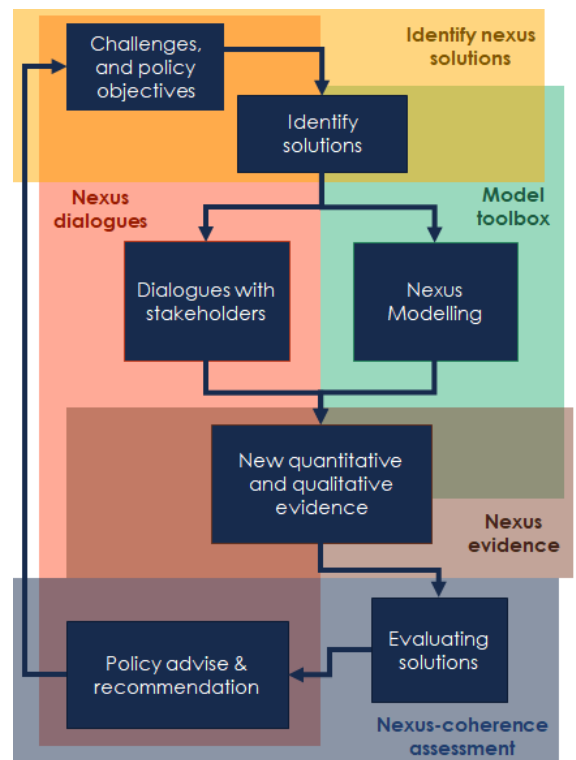 Challenges,
and policy
objectives
Identify nexus
solutions
Identify
solutions
Nexus
dialogues
Model
toolbox
Dialogues with
stakeholders
Nexus
Modelling
New quantitative
and qualitative
evidence
Nexus
evidence
Evaluating
solutions
Policy advise &
recommendation
Nexus-coherence
assessment